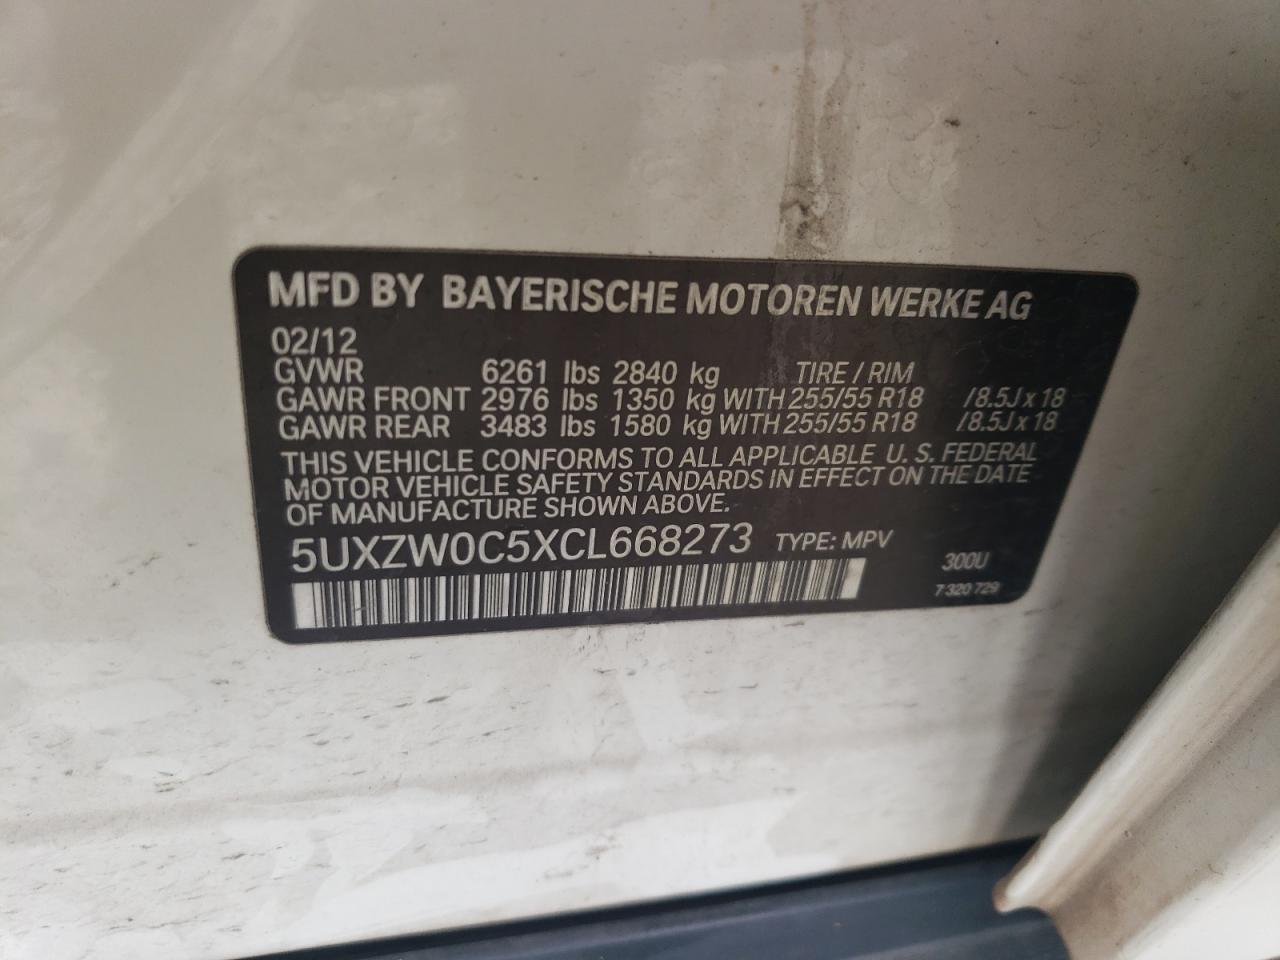 MFD BY BAYERISCHE MOTOREN WERKE AG
02/12
GVWR 6261 lbs 2840 kg TIRE / RIM
GAWR FRONT 2976 lbs 1350 kg WITH 255/55 R18 /8.5J x 18
GAWR REAR 3483 lbs 1580 kg WITH 255/55 R18 /8.5J x 18
THIS VEHICLE CONFORMS TO ALL APPLICABLE U. S. FEDERAL
MOTOR VEHICLE SAFETY STANDARDS IN EFFECT ON THE DATE
OF MANUFACTURE SHOWN ABOVE.
5UXZW0C5XCL668273 TYPE: MPV
300U
7 320 729